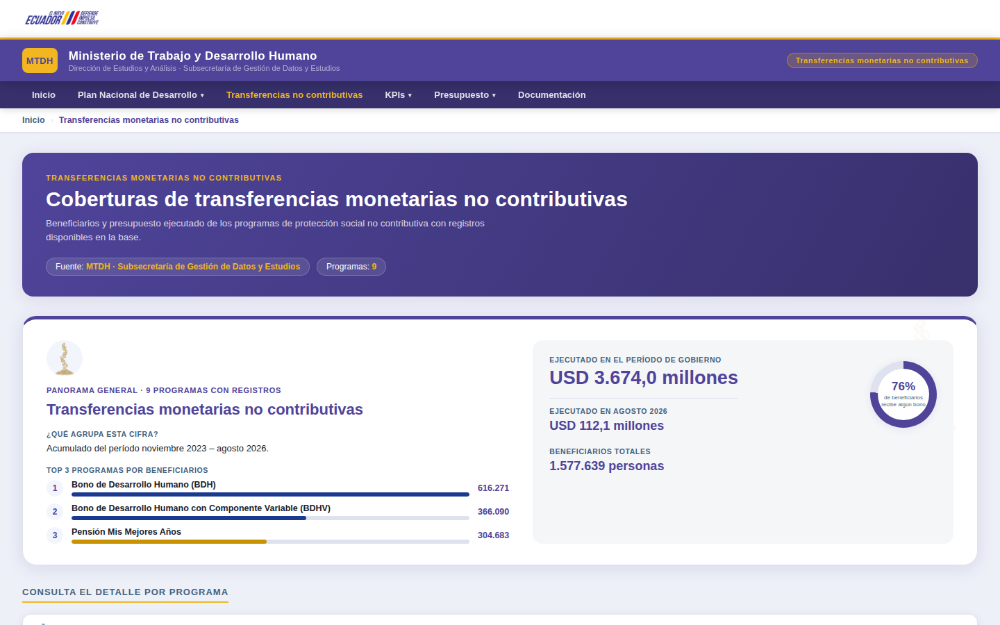 EL NUEVO
ECUADOR
DEFIENDE
IMPULSA
CONSTRUYE
MTDH
Ministerio de Trabajo y Desarrollo Humano
Dirección de Estudios y Análisis · Subsecretaría de Gestión de Datos y Estudios
Transferencias monetarias no contributivas
Inicio
Plan Nacional de Desarrollo ▾
Transferencias no contributivas
KPIs ▾
Presupuesto ▾
Documentación
Inicio › Transferencias monetarias no contributivas
TRANSFERENCIAS MONETARIAS NO CONTRIBUTIVAS
Coberturas de transferencias monetarias no contributivas
Beneficiarios y presupuesto ejecutado de los programas de protección social no contributiva con registros
disponibles en la base.
Fuente: MTDH · Subsecretaría de Gestión de Datos y Estudios
Programas: 9
PANORAMA GENERAL · 9 PROGRAMAS CON REGISTROS
Transferencias monetarias no contributivas
¿QUÉ AGRUPA ESTA CIFRA?
Acumulado del período noviembre 2023 – agosto 2026.
TOP 3 PROGRAMAS POR BENEFICIARIOS
1 Bono de Desarrollo Humano (BDH) 616.271
2 Bono de Desarrollo Humano con Componente Variable (BDHV) 366.090
3 Pensión Mis Mejores Años 304.683
EJECUTADO EN EL PERÍODO DE GOBIERNO
USD 3.674,0 millones
EJECUTADO EN AGOSTO 2026
USD 112,1 millones
BENEFICIARIOS TOTALES
1.577.639 personas
76%
de beneficiarios
recibe algún bono
CONSULTA EL DETALLE POR PROGRAMA